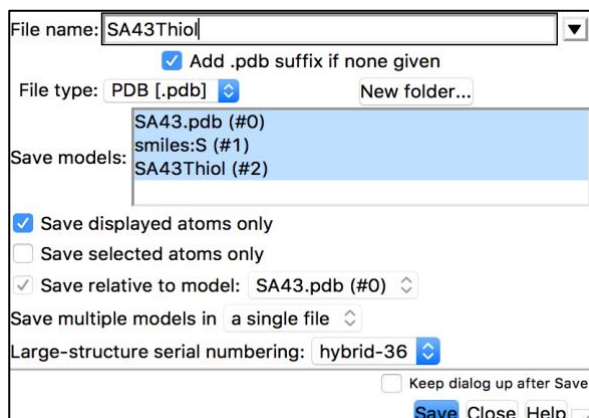 File name: SA43Thiol
Add .pdb suffix if none given
File type: PDB [.pdb] New folder...
SA43.pdb (#0)
Save models: smiles:S (#1)
SA43Thiol (#2)
Save displayed atoms only
Save selected atoms only
Save relative to model: SA43.pdb (#0)
Save multiple models in a single file
Large-structure serial numbering: hybrid-36
Keep dialog up after Save
Save Close Help